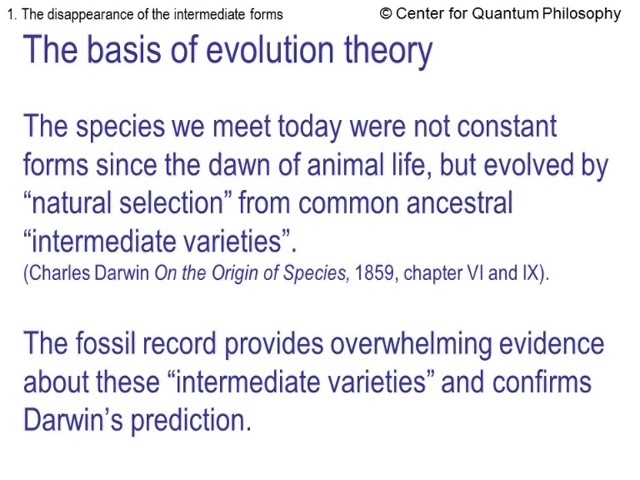 1. The disappearance of the intermediate forms
© Center for Quantum Philosophy
The basis of evolution theory
The species we meet today were not constant
forms since the dawn of animal life, but evolved by
“natural selection” from common ancestral
“intermediate varieties”.
(Charles Darwin On the Origin of Species, 1859, chapter VI and IX).
The fossil record provides overwhelming evidence
about these “intermediate varieties” and confirms
Darwin’s prediction.